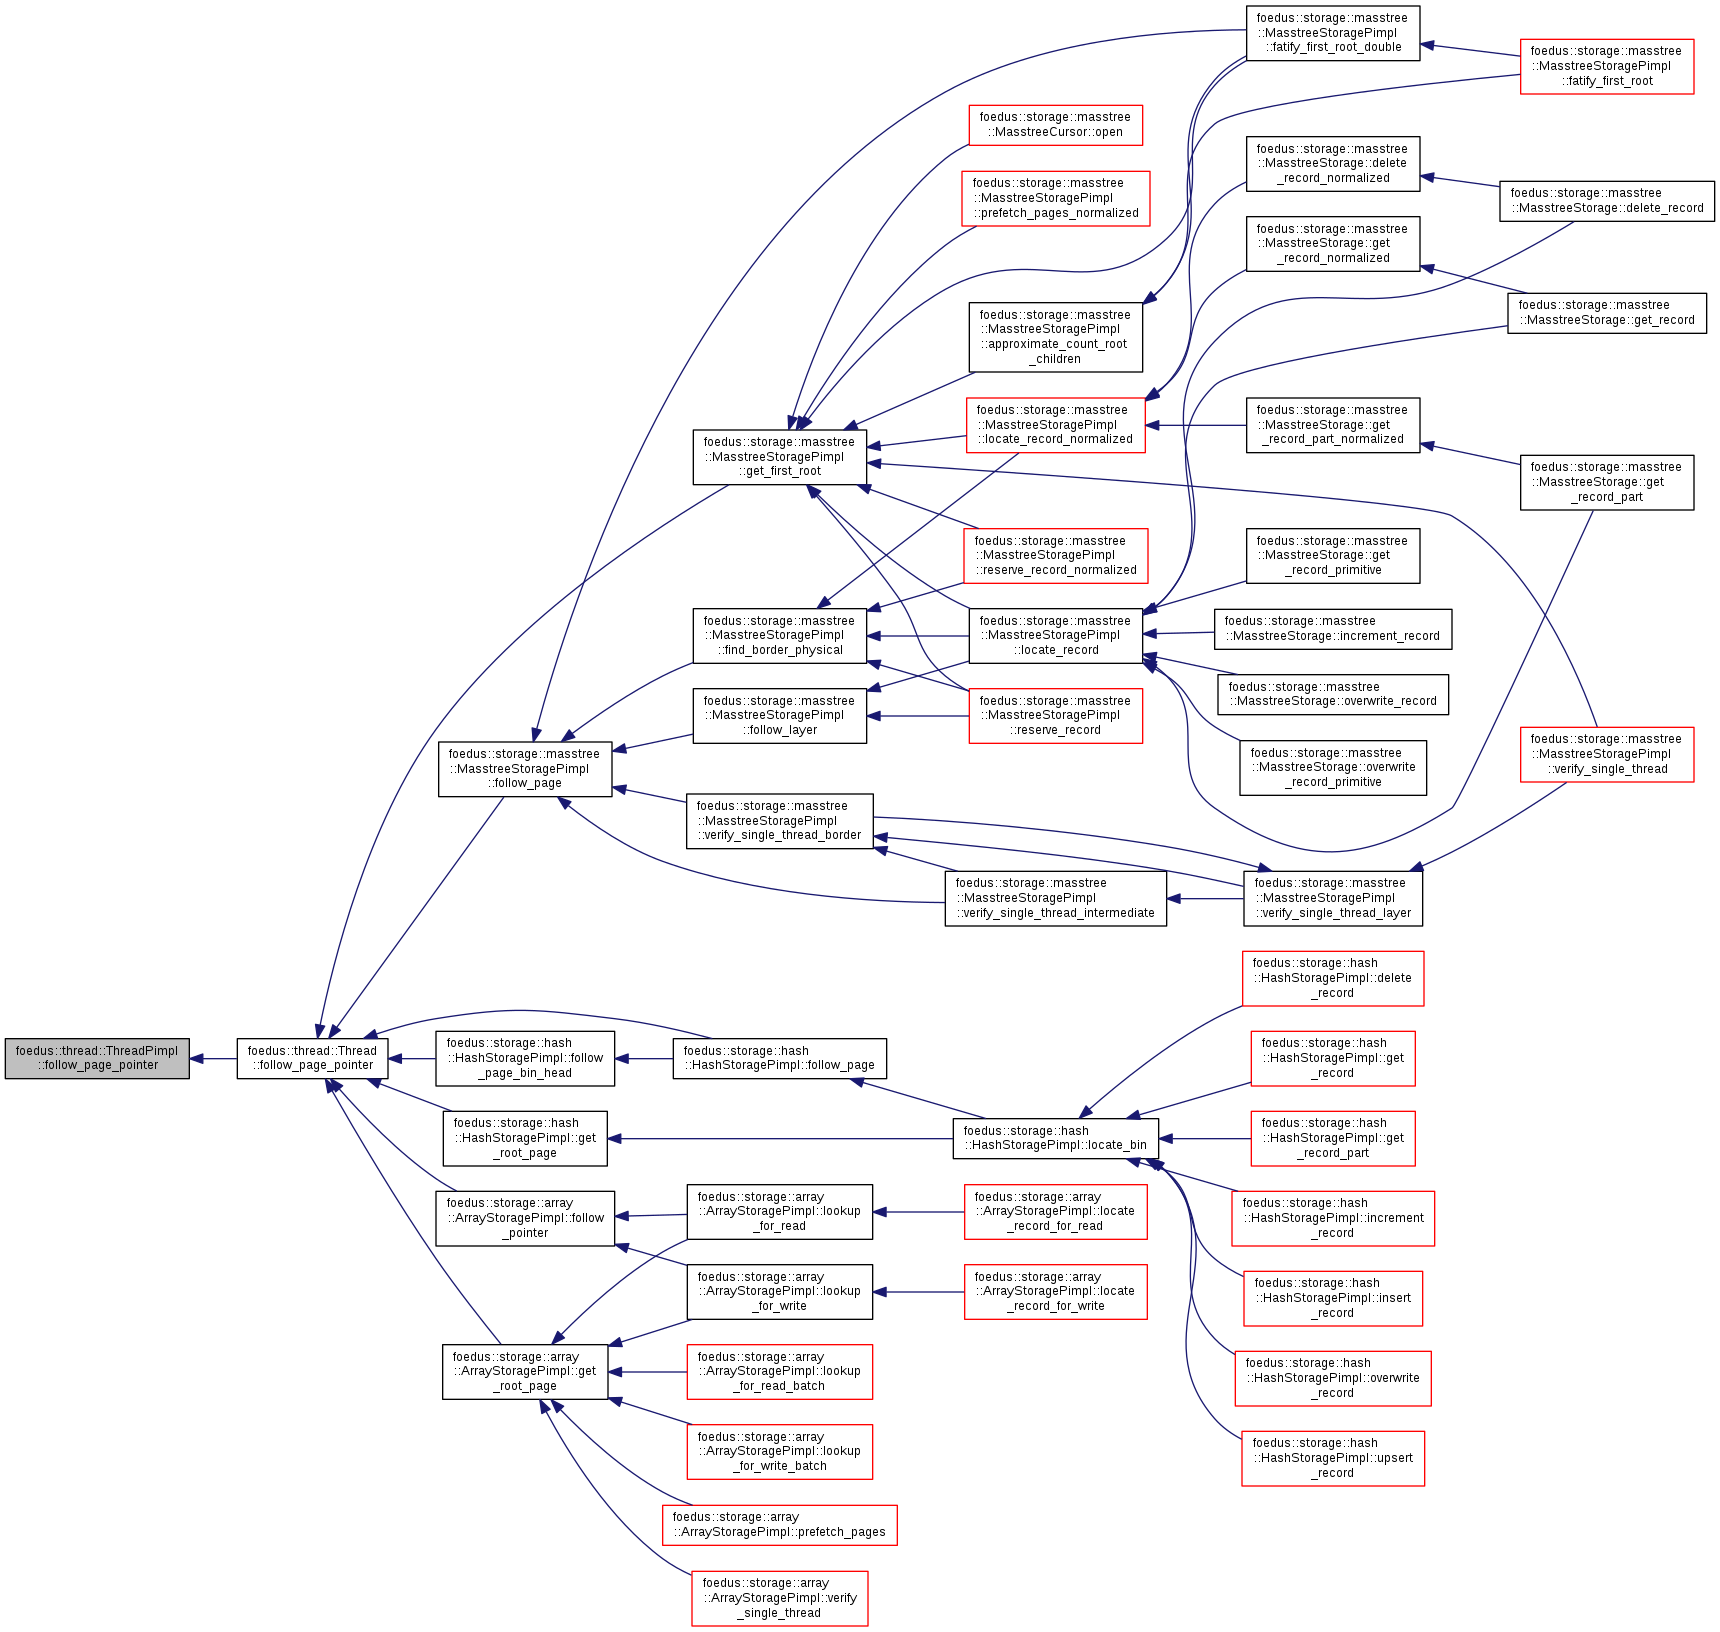 foedus::thread::ThreadPimpl
::follow_page_pointer
foedus::thread::Thread
::follow_page_pointer
foedus::storage::masstree
::MasstreeStoragePimpl
::follow_page
foedus::storage::hash
::HashStoragePimpl::follow
_page_bin_head
foedus::storage::hash
::HashStoragePimpl::get
_root_page
foedus::storage::array
::ArrayStoragePimpl::follow
_pointer
foedus::storage::array
::ArrayStoragePimpl::get
_root_page
foedus::storage::masstree
::MasstreeStoragePimpl
::get_first_root
foedus::storage::masstree
::MasstreeStoragePimpl
::find_border_physical
foedus::storage::masstree
::MasstreeStoragePimpl
::follow_layer
foedus::storage::masstree
::MasstreeStoragePimpl
::verify_single_thread_border
foedus::storage::hash
::HashStoragePimpl::follow_page
foedus::storage::array
::ArrayStoragePimpl::lookup
_for_read
foedus::storage::array
::ArrayStoragePimpl::lookup
_for_write
foedus::storage::array
::ArrayStoragePimpl::lookup
_for_read_batch
foedus::storage::array
::ArrayStoragePimpl::lookup
_for_write_batch
foedus::storage::array
::ArrayStoragePimpl::prefetch_pages
foedus::storage::array
::ArrayStoragePimpl::verify
_single_thread
foedus::storage::masstree
::MasstreeCursor::open
foedus::storage::masstree
::MasstreeStoragePimpl
::prefetch_pages_normalized
foedus::storage::masstree
::MasstreeStoragePimpl
::approximate_count_root
_children
foedus::storage::masstree
::MasstreeStoragePimpl
::locate_record_normalized
foedus::storage::masstree
::MasstreeStoragePimpl
::reserve_record_normalized
foedus::storage::masstree
::MasstreeStoragePimpl
::locate_record
foedus::storage::masstree
::MasstreeStoragePimpl
::reserve_record
foedus::storage::masstree
::MasstreeStoragePimpl
::verify_single_thread_intermediate
foedus::storage::hash
::HashStoragePimpl::locate_bin
foedus::storage::array
::ArrayStoragePimpl::locate
_record_for_read
foedus::storage::array
::ArrayStoragePimpl::locate
_record_for_write
foedus::storage::masstree
::MasstreeStoragePimpl
::fatify_first_root_double
foedus::storage::masstree
::MasstreeStorage::delete
_record_normalized
foedus::storage::masstree
::MasstreeStorage::get
_record_normalized
foedus::storage::masstree
::MasstreeStorage::get
_record_part_normalized
foedus::storage::masstree
::MasstreeStorage::get
_record_primitive
foedus::storage::masstree
::MasstreeStorage::increment_record
foedus::storage::masstree
::MasstreeStorage::overwrite_record
foedus::storage::masstree
::MasstreeStorage::overwrite
_record_primitive
foedus::storage::masstree
::MasstreeStoragePimpl
::verify_single_thread_layer
foedus::storage::hash
::HashStoragePimpl::delete
_record
foedus::storage::hash
::HashStoragePimpl::get
_record
foedus::storage::hash
::HashStoragePimpl::get
_record_part
foedus::storage::hash
::HashStoragePimpl::increment
_record
foedus::storage::hash
::HashStoragePimpl::insert
_record
foedus::storage::hash
::HashStoragePimpl::overwrite
_record
foedus::storage::hash
::HashStoragePimpl::upsert
_record
foedus::storage::masstree
::MasstreeStoragePimpl
::fatify_first_root
foedus::storage::masstree
::MasstreeStorage::delete_record
foedus::storage::masstree
::MasstreeStorage::get_record
foedus::storage::masstree
::MasstreeStorage::get
_record_part
foedus::storage::masstree
::MasstreeStoragePimpl
::verify_single_thread